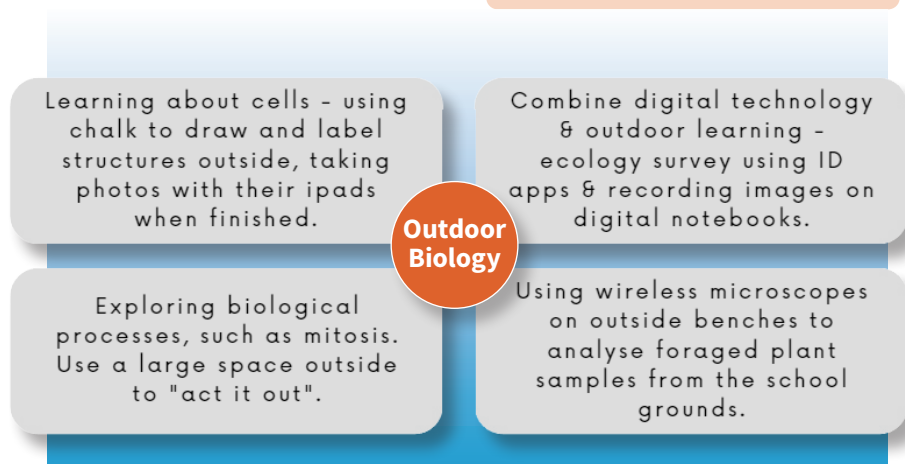 Learning about cells - using
chalk to draw and label
structures outside, taking
photos with their ipads
when finished.
Combine digital technology
& outdoor learning -
ecology survey using ID
apps & recording images on
digital notebooks.
Outdoor
Biology
Exploring biological
processes, such as mitosis.
Use a large space outside
to "act it out".
Using wireless microscopes
on outside benches to
analyse foraged plant
samples from the school
grounds.